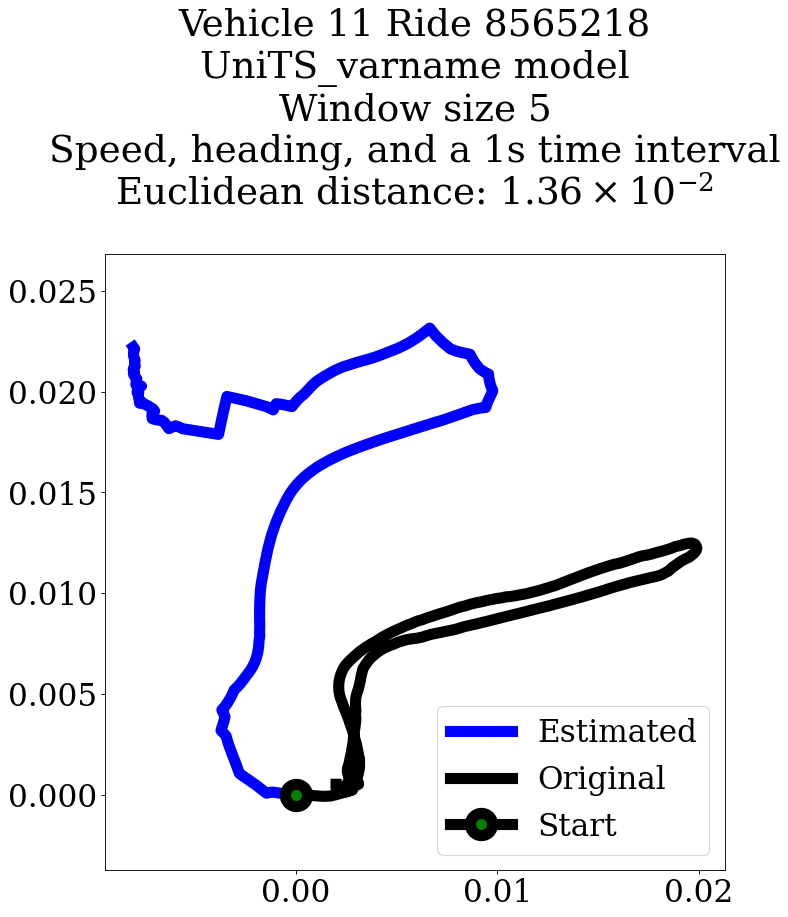 Vehicle 11 Ride 8565218
UniTS_varname model
Window size 5
Speed, heading, and a 1s time interval
Euclidean distance: 1.36 × 10⁻²
0.025
0.020
0.015
0.010
0.005
0.000
Estimated
Original
Start
0.00 0.01 0.02